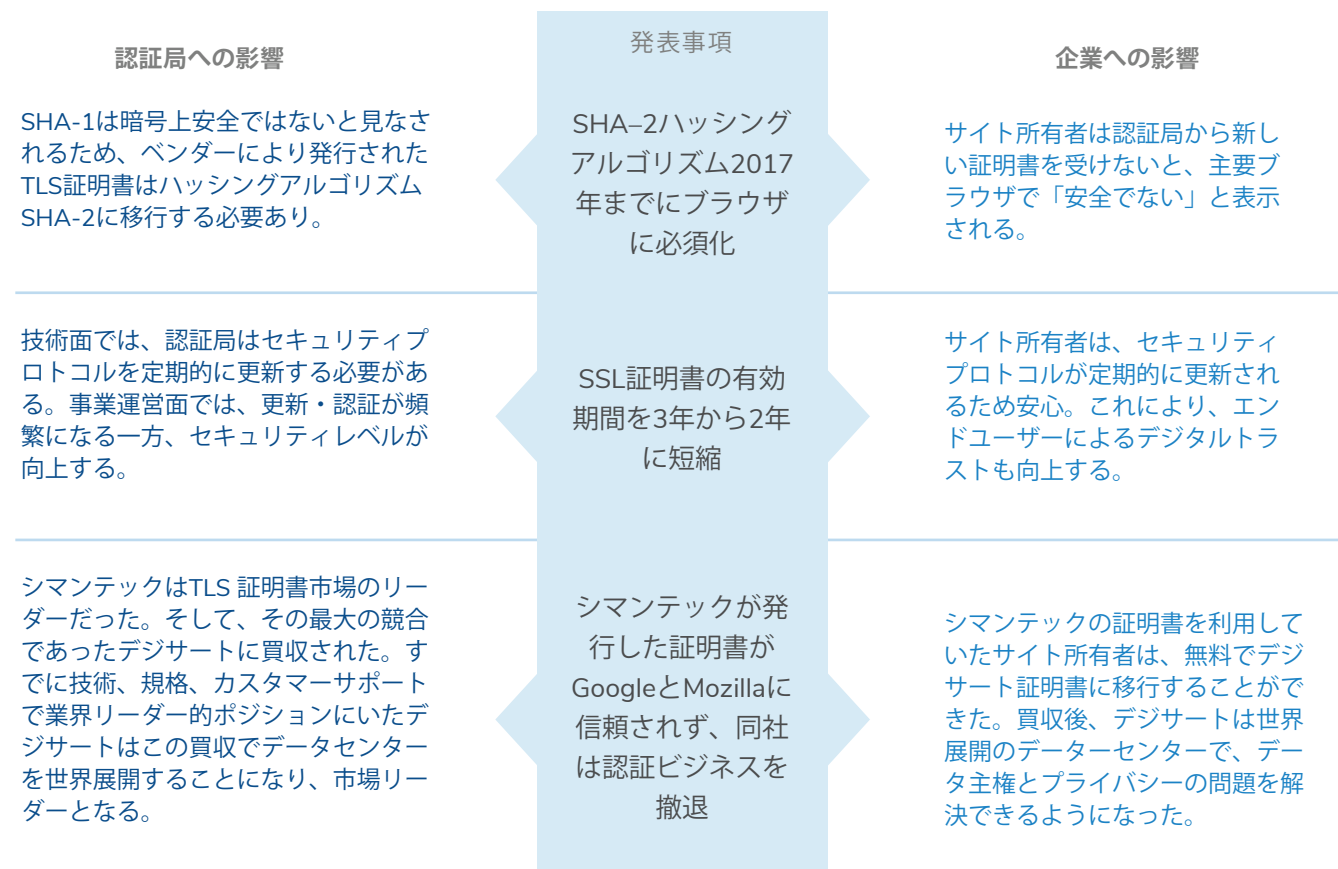 認証局への影響
発表事項
企業への影響
SHA-1は暗号上安全ではないと見なさ
れるため、ベンダーにより発行された
TLS証明書はハッシングアルゴリズム
SHA-2に移行する必要あり。
SHA–2ハッシング
アルゴリズム2017
年までにブラウザ
に必須化
サイト所有者は認証局から新し
い証明書を受けないと、主要ブ
ラウザで「安全でない」と表示
される。
技術面では、認証局はセキュリティプ
ロトコルを定期的に更新する必要があ
る。事業運営面では、更新・認証が頻
繁になる一方、セキュリティレベルが
向上する。
SSL証明書の有効
期間を3年から2年
に短縮
サイト所有者は、セキュリティ
プロトコルが定期的に更新され
るため安心。これにより、エン
ドユーザーによるデジタルトラ
ストも向上する。
シマンテックはTLS 証明書市場のリー
ダーだった。そして、その最大の競合
であったデジサートに買収された。す
でに技術、規格、カスタマーサポート
で業界リーダー的ポジションにいたデ
ジサートはこの買収でデータセンター
を世界展開することになり、市場リー
ダーとなる。
シマンテックが発
行した証明書が
GoogleとMozillaに
信頼されず、同社
は認証ビジネスを
撤退
シマンテックの証明書を利用して
いたサイト所有者は、無料でデジ
サート証明書に移行することがで
きた。買収後、デジサートは世界
展開のデーターセンターで、デー
タ主権とプライバシーの問題を解
決できるようになった。